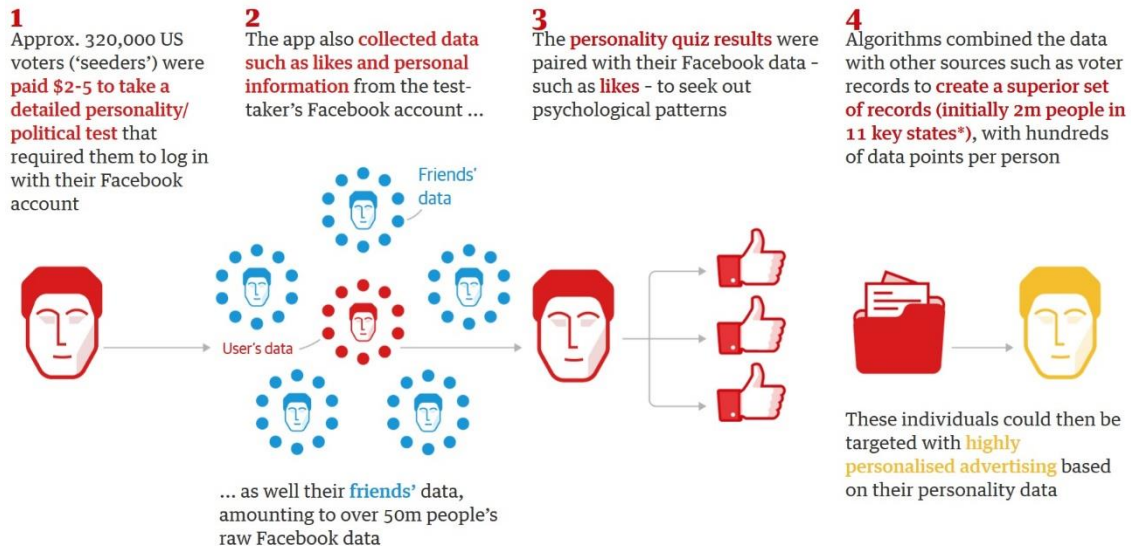 1
Approx. 320,000 US
voters (‘seeders’) were
paid $2-5 to take a
detailed personality/
political test that
required them to log in
with their Facebook
account
2
The app also collected data
such as likes and personal
information from the test-
taker’s Facebook account ...
Friends’
data
User’s data
... as well their friends’ data,
amounting to over 50m people’s
raw Facebook data
3
The personality quiz results were
paired with their Facebook data -
such as likes - to seek out
psychological patterns
4
Algorithms combined the data
with other sources such as voter
records to create a superior set
of records (initially 2m people in
11 key states*), with hundreds
of data points per person
These individuals could then be
targeted with highly
personalised advertising based
on their personality data